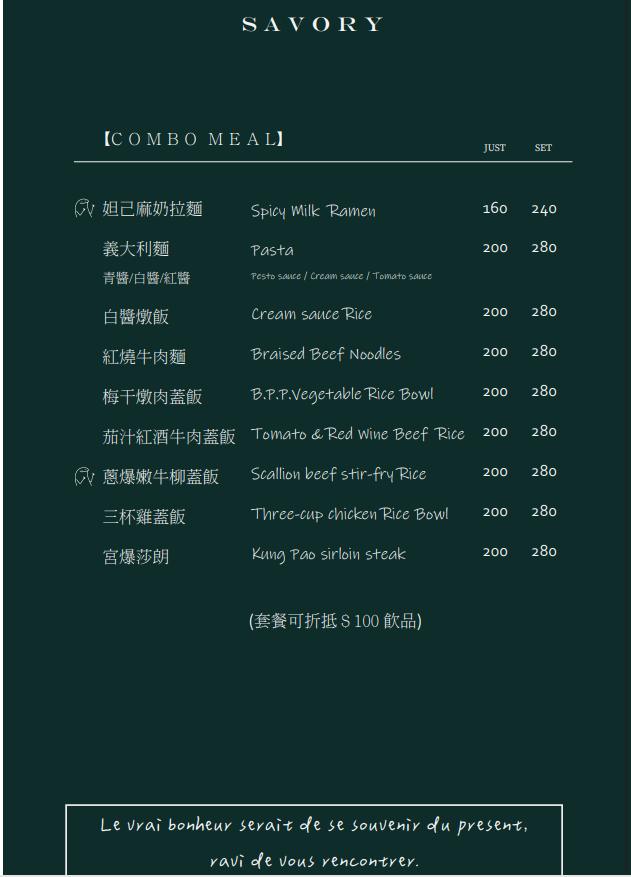 SAVORY
【COMBO MEAL】 JUST SET
妲己麻奶拉麵 Spicy Milk Ramen 160 240
義大利麵 Pasta 200 280
青醬/白醬/紅醬 Pesto sauce / Cream sauce / Tomato sauce
白醬燉飯 Cream sauce Rice 200 280
紅燒牛肉麵 Braised Beef Noodles 200 280
梅干燉肉蓋飯 B.P.P.Vegetable Rice Bowl 200 280
茄汁紅酒牛肉蓋飯 Tomato & Red Wine Beef Rice 200 280
蔥爆嫩牛柳蓋飯 Scallion beef stir-fry Rice 200 280
三杯雞蓋飯 Three-cup chicken Rice Bowl 200 280
宮爆莎朗 Kung Pao sirloin steak 200 280
(套餐可折抵 $ 100 飲品)
Le vrai bonheur serait de se souvenir du present,
ravi de vous rencontrer.